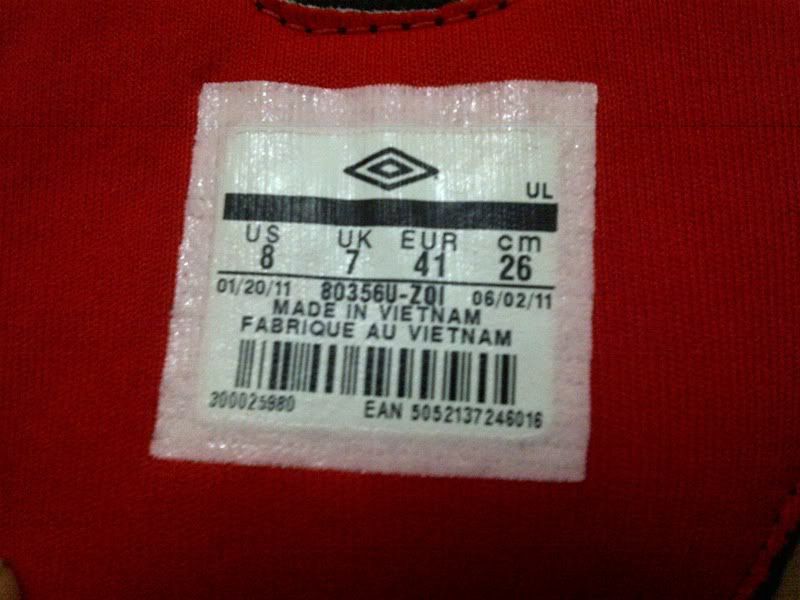 UL
US UK EUR cm
8 7 41 26
01/20/11 80356U-Z0I 06/02/11
MADE IN VIETNAM
FABRIQUE AU VIETNAM
300025980 EAN 5052137246016